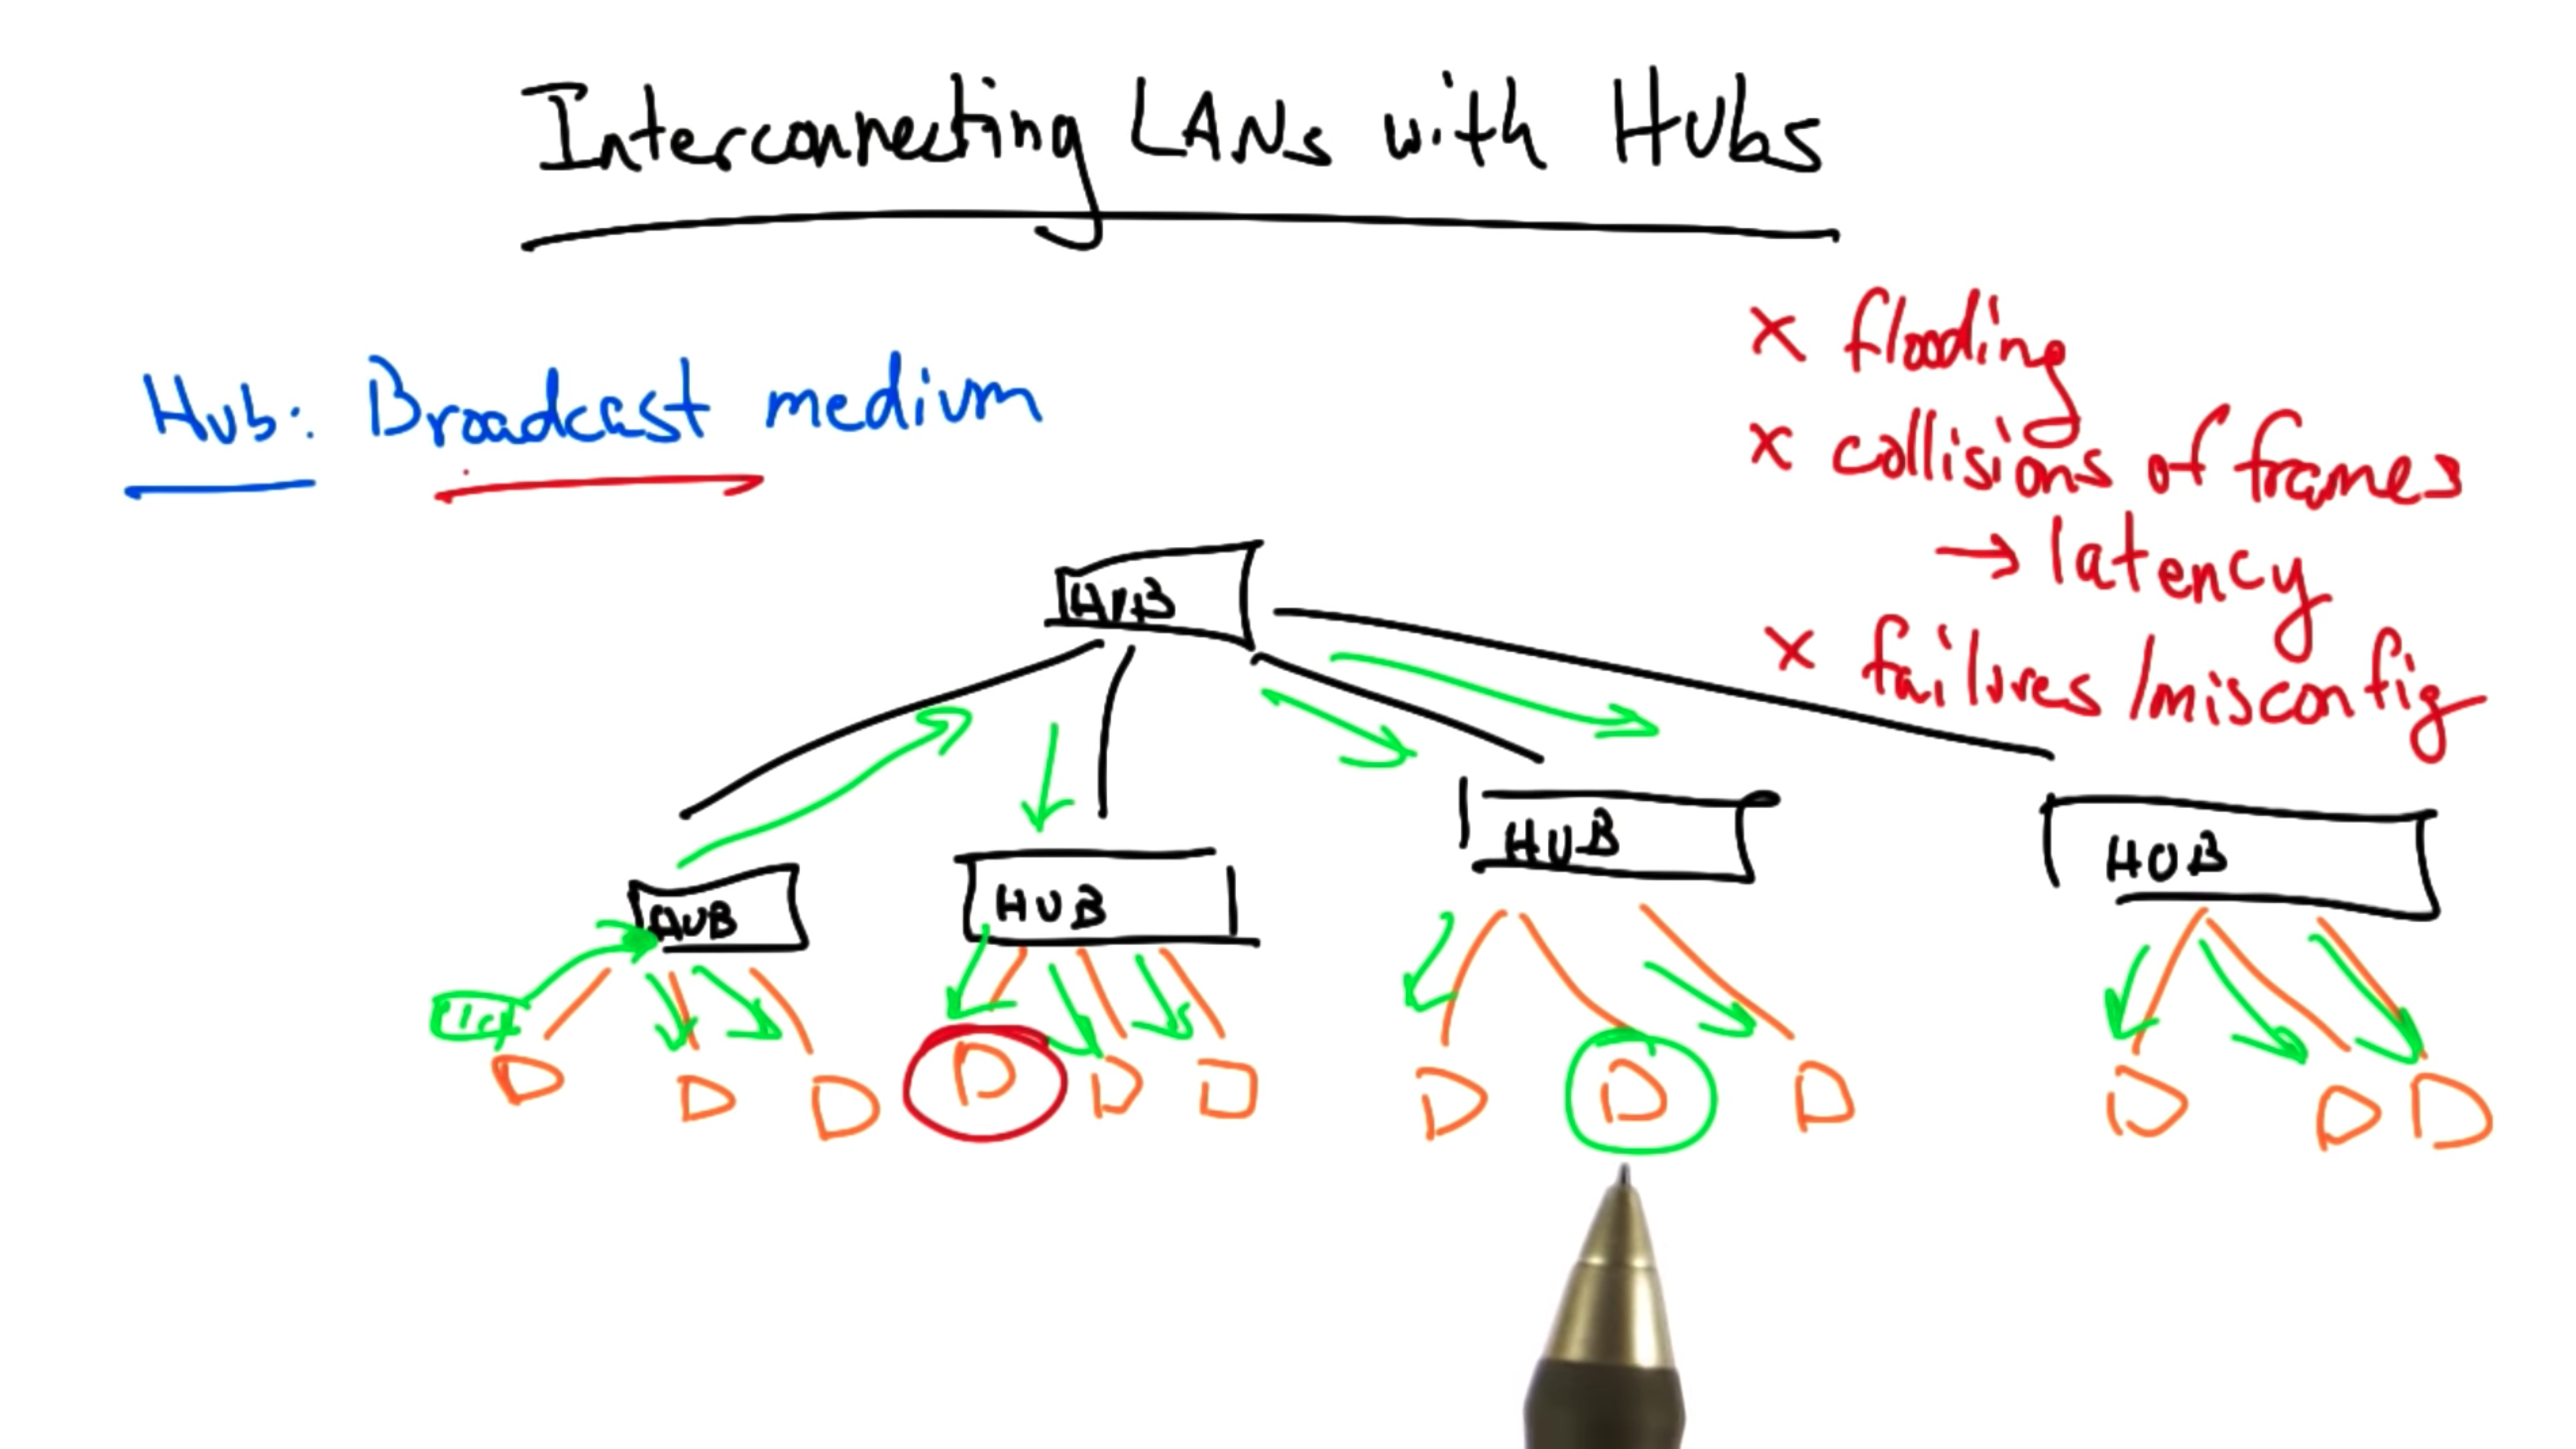 Interconnecting LANs with HUbs
Hub: Broadcast medium
x flooding
x collisions of frames
→ latency
x failures/misconfig
HUB
HUB
HUB
HUB
HUB
D
D
D
D
D
D
D
D
D
D
D
D